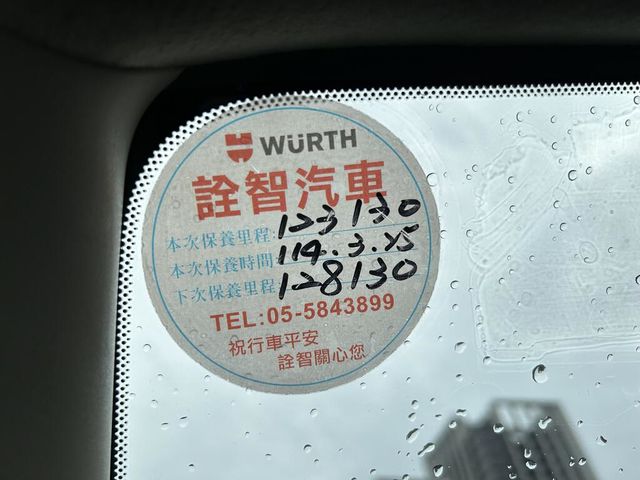 WÜRTH
詮智汽車
本次保養里程:123130
本次保養時間:114.3.25
下次保養里程:128130
TEL:05-5843899
祝行車平安
詮智關心您